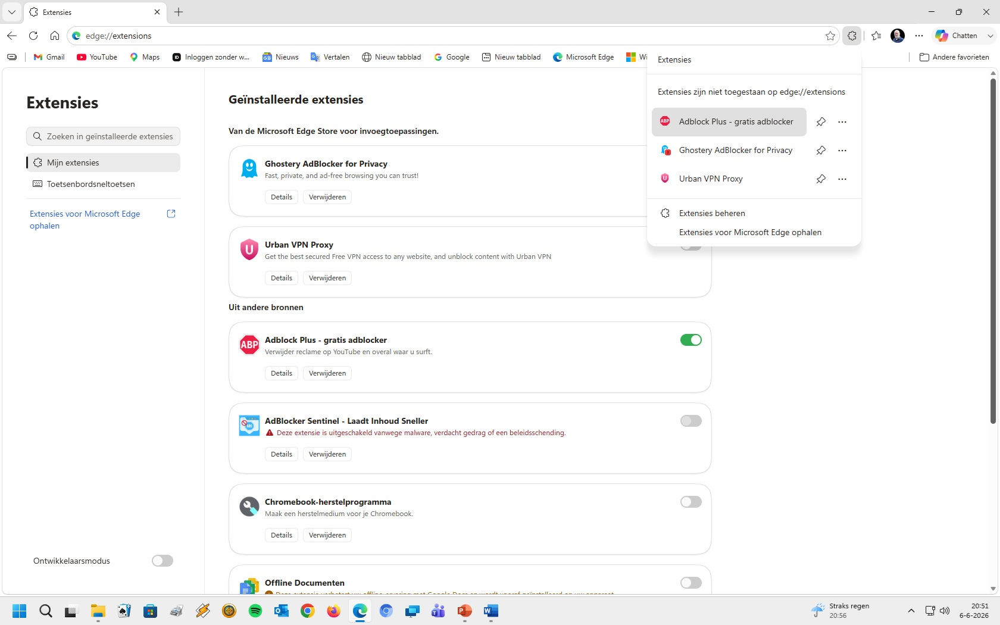 Extensies
edge://extensions
Chatten
Gmail
YouTube
Maps
Inloggen zonder w...
Nieuws
Vertalen
Nieuw tabblad
Google
Nieuw tabblad
Microsoft Edge
Wi
Andere favorieten
Extensies
Zoeken in geïnstalleerde extensies
Mijn extensies
Toetsenbordsneltoetsen
Extensies voor Microsoft Edge
ophalen
Ontwikkelaarsmodus
Geïnstalleerde extensies
Van de Microsoft Edge Store voor invoegtoepassingen.
Ghostery AdBlocker for Privacy
Fast, private, and ad-free browsing you can trust!
Details Verwijderen
U
Urban VPN Proxy
Get the best secured Free VPN access to any website, and unblock content with Urban VPN
Details Verwijderen
Uit andere bronnen
ABP
Adblock Plus - gratis adblocker
Verwijder reclame op YouTube en overal waar u surft.
Details Verwijderen
AdBlocker Sentinel - Laadt Inhoud Sneller
Deze extensie is uitgeschakeld vanwege malware, verdacht gedrag of een beleidsschending.
Details Verwijderen
Chromebook-herstelprogramma
Maak een herstelmedium voor je Chromebook.
Details Verwijderen
Offline Documenten
Extensies
Extensies zijn niet toegestaan op edge://extensions
ABP Adblock Plus - gratis adblocker
Ghostery AdBlocker for Privacy
U Urban VPN Proxy
Extensies beheren
Extensies voor Microsoft Edge ophalen
Straks regen
20:56
20:51
6-6-2026